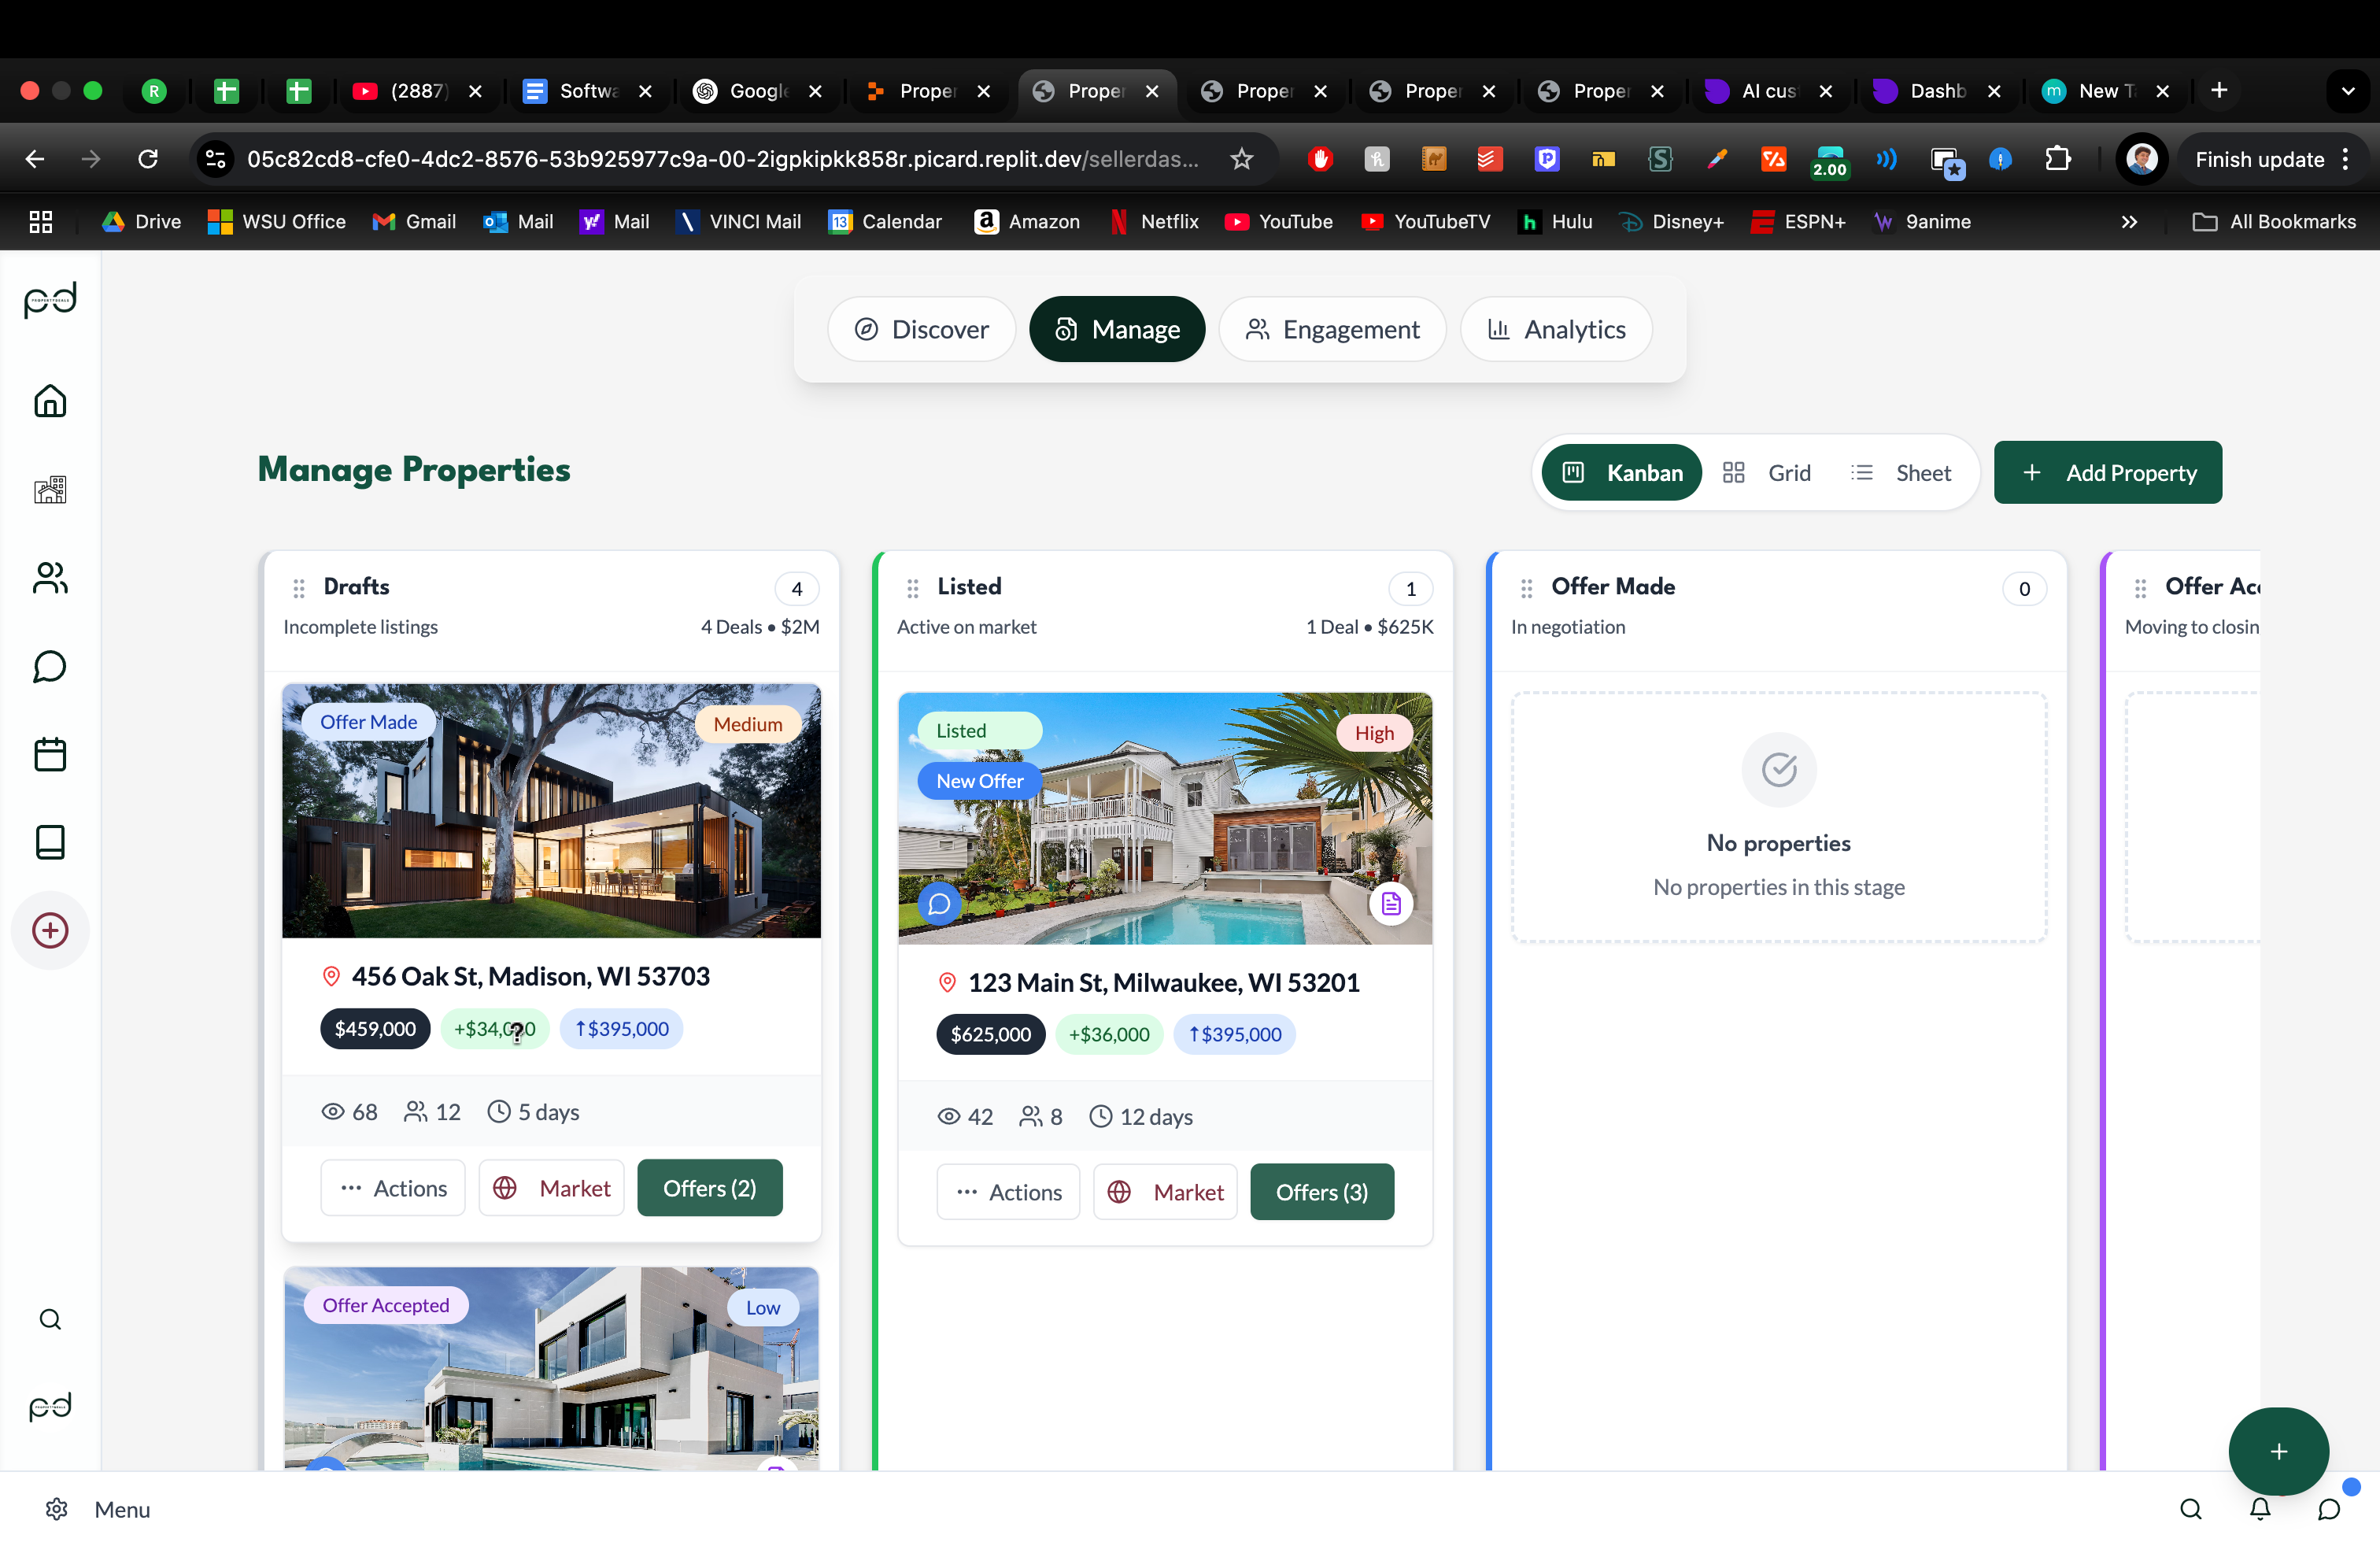 R
(2887)
Softwa
Google
Proper
Proper
Proper
Proper
Proper
AI cus
Dashb
m
New Ta
05c82cd8-cfe0-4dc2-8576-53b925977c9a-00-2igpkipkk858r.picard.replit.dev/sellerdas...
2.00
Finish update
Drive
WSU Office
Gmail
Mail
Mail
VINCI Mail
13
Calendar
Amazon
Netflix
YouTube
YouTubeTV
Hulu
Disney+
ESPN+
9anime
All Bookmarks
pd
Discover
Manage
Engagement
Analytics
Manage Properties
Kanban
Grid
Sheet
+ Add Property
Drafts
4
Incomplete listings
4 Deals • $2M
Offer Made
Medium
456 Oak St, Madison, WI 53703
$459,000
+$34,000
↑$395,000
68
12
5 days
Actions
Market
Offers (2)
Offer Accepted
Low
Listed
1
Active on market
1 Deal • $625K
Listed
High
New Offer
123 Main St, Milwaukee, WI 53201
$625,000
+$36,000
↑$395,000
42
8
12 days
Actions
Market
Offers (3)
Offer Made
0
In negotiation
No properties
No properties in this stage
Offer Acc
Moving to closin
pd
Menu